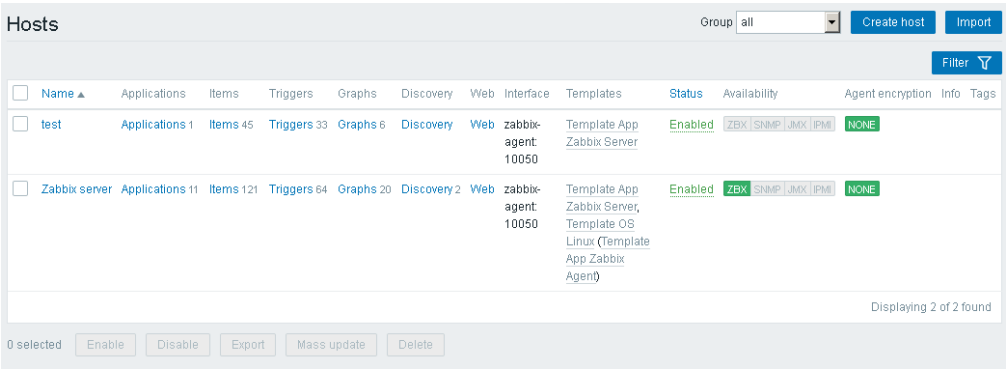 Hosts
Group all Create host Import
Filter
Name ▲ Applications Items Triggers Graphs Discovery Web Interface Templates Status Availability Agent encryption Info Tags
test Applications 1 Items 45 Triggers 33 Graphs 6 Discovery Web zabbix- Template App Enabled ZBX SNMP JMX IPMI NONE
agent: Zabbix Server
10050
Zabbix server Applications 11 Items 121 Triggers 64 Graphs 20 Discovery 2 Web zabbix- Template App Enabled ZBX SNMP JMX IPMI NONE
agent: Zabbix Server,
10050 Template OS
Linux (Template
App Zabbix
Agent)
Displaying 2 of 2 found
0 selected Enable Disable Export Mass update Delete